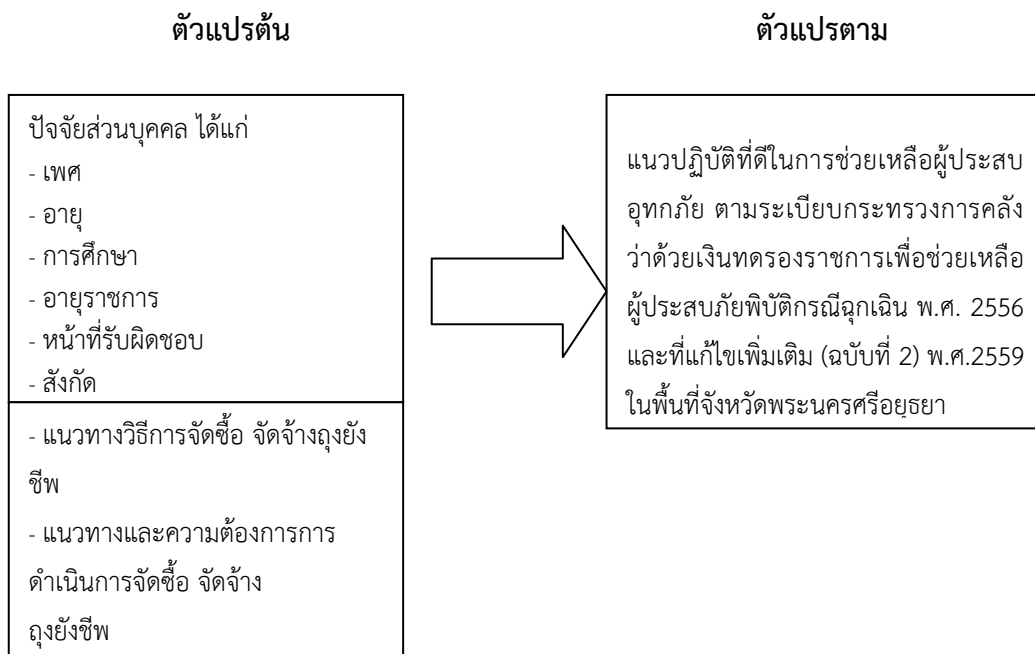 ตัวแปรต้น
ตัวแปรตาม
ปัจจัยส่วนบุคคล ได้แก่
- เพศ
- อายุ
- การศึกษา
- อายุราชการ
- หน้าที่รับผิดชอบ
- สังกัด
- แนวทางวิธีการจัดซื้อ จัดจ้างถุงยัง
ชีพ
- แนวทางและความต้องการการ
ดำเนินการจัดซื้อ จัดจ้าง
ถุงยังชีพ
แนวปฏิบัติที่ดีในการช่วยเหลือผู้ประสบ
อุทกภัย ตามระเบียบกระทรวงการคลัง
ว่าด้วยเงินทดรองราชการเพื่อช่วยเหลือ
ผู้ประสบภัยพิบัติกรณีฉุกเฉิน พ.ศ. 2556
และที่แก้ไขเพิ่มเติม (ฉบับที่ 2) พ.ศ.2559
ในพื้นที่จังหวัดพระนครศรีอยุธยา